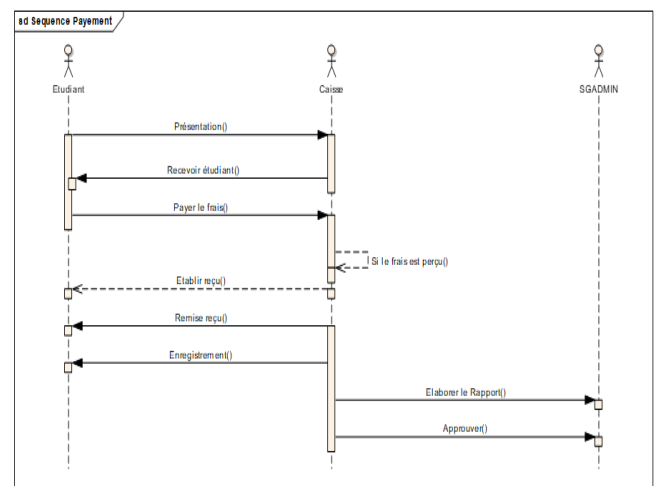 sd Sequence Payement
Etudiant
Caisse
SGADMIN
Présentation()
Recevoir étudiant()
Payer le frais()
Si le frais est perçu()
Etablir reçu()
Remise reçu()
Enregistrement()
Elaborer le Rapport()
Approuver()